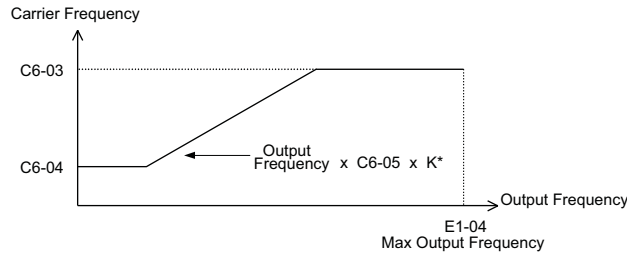 Carrier Frequency
C6-03
Output
Frequency x C6-05 x K*
C6-04
Output Frequency
E1-04
Max Output Frequency